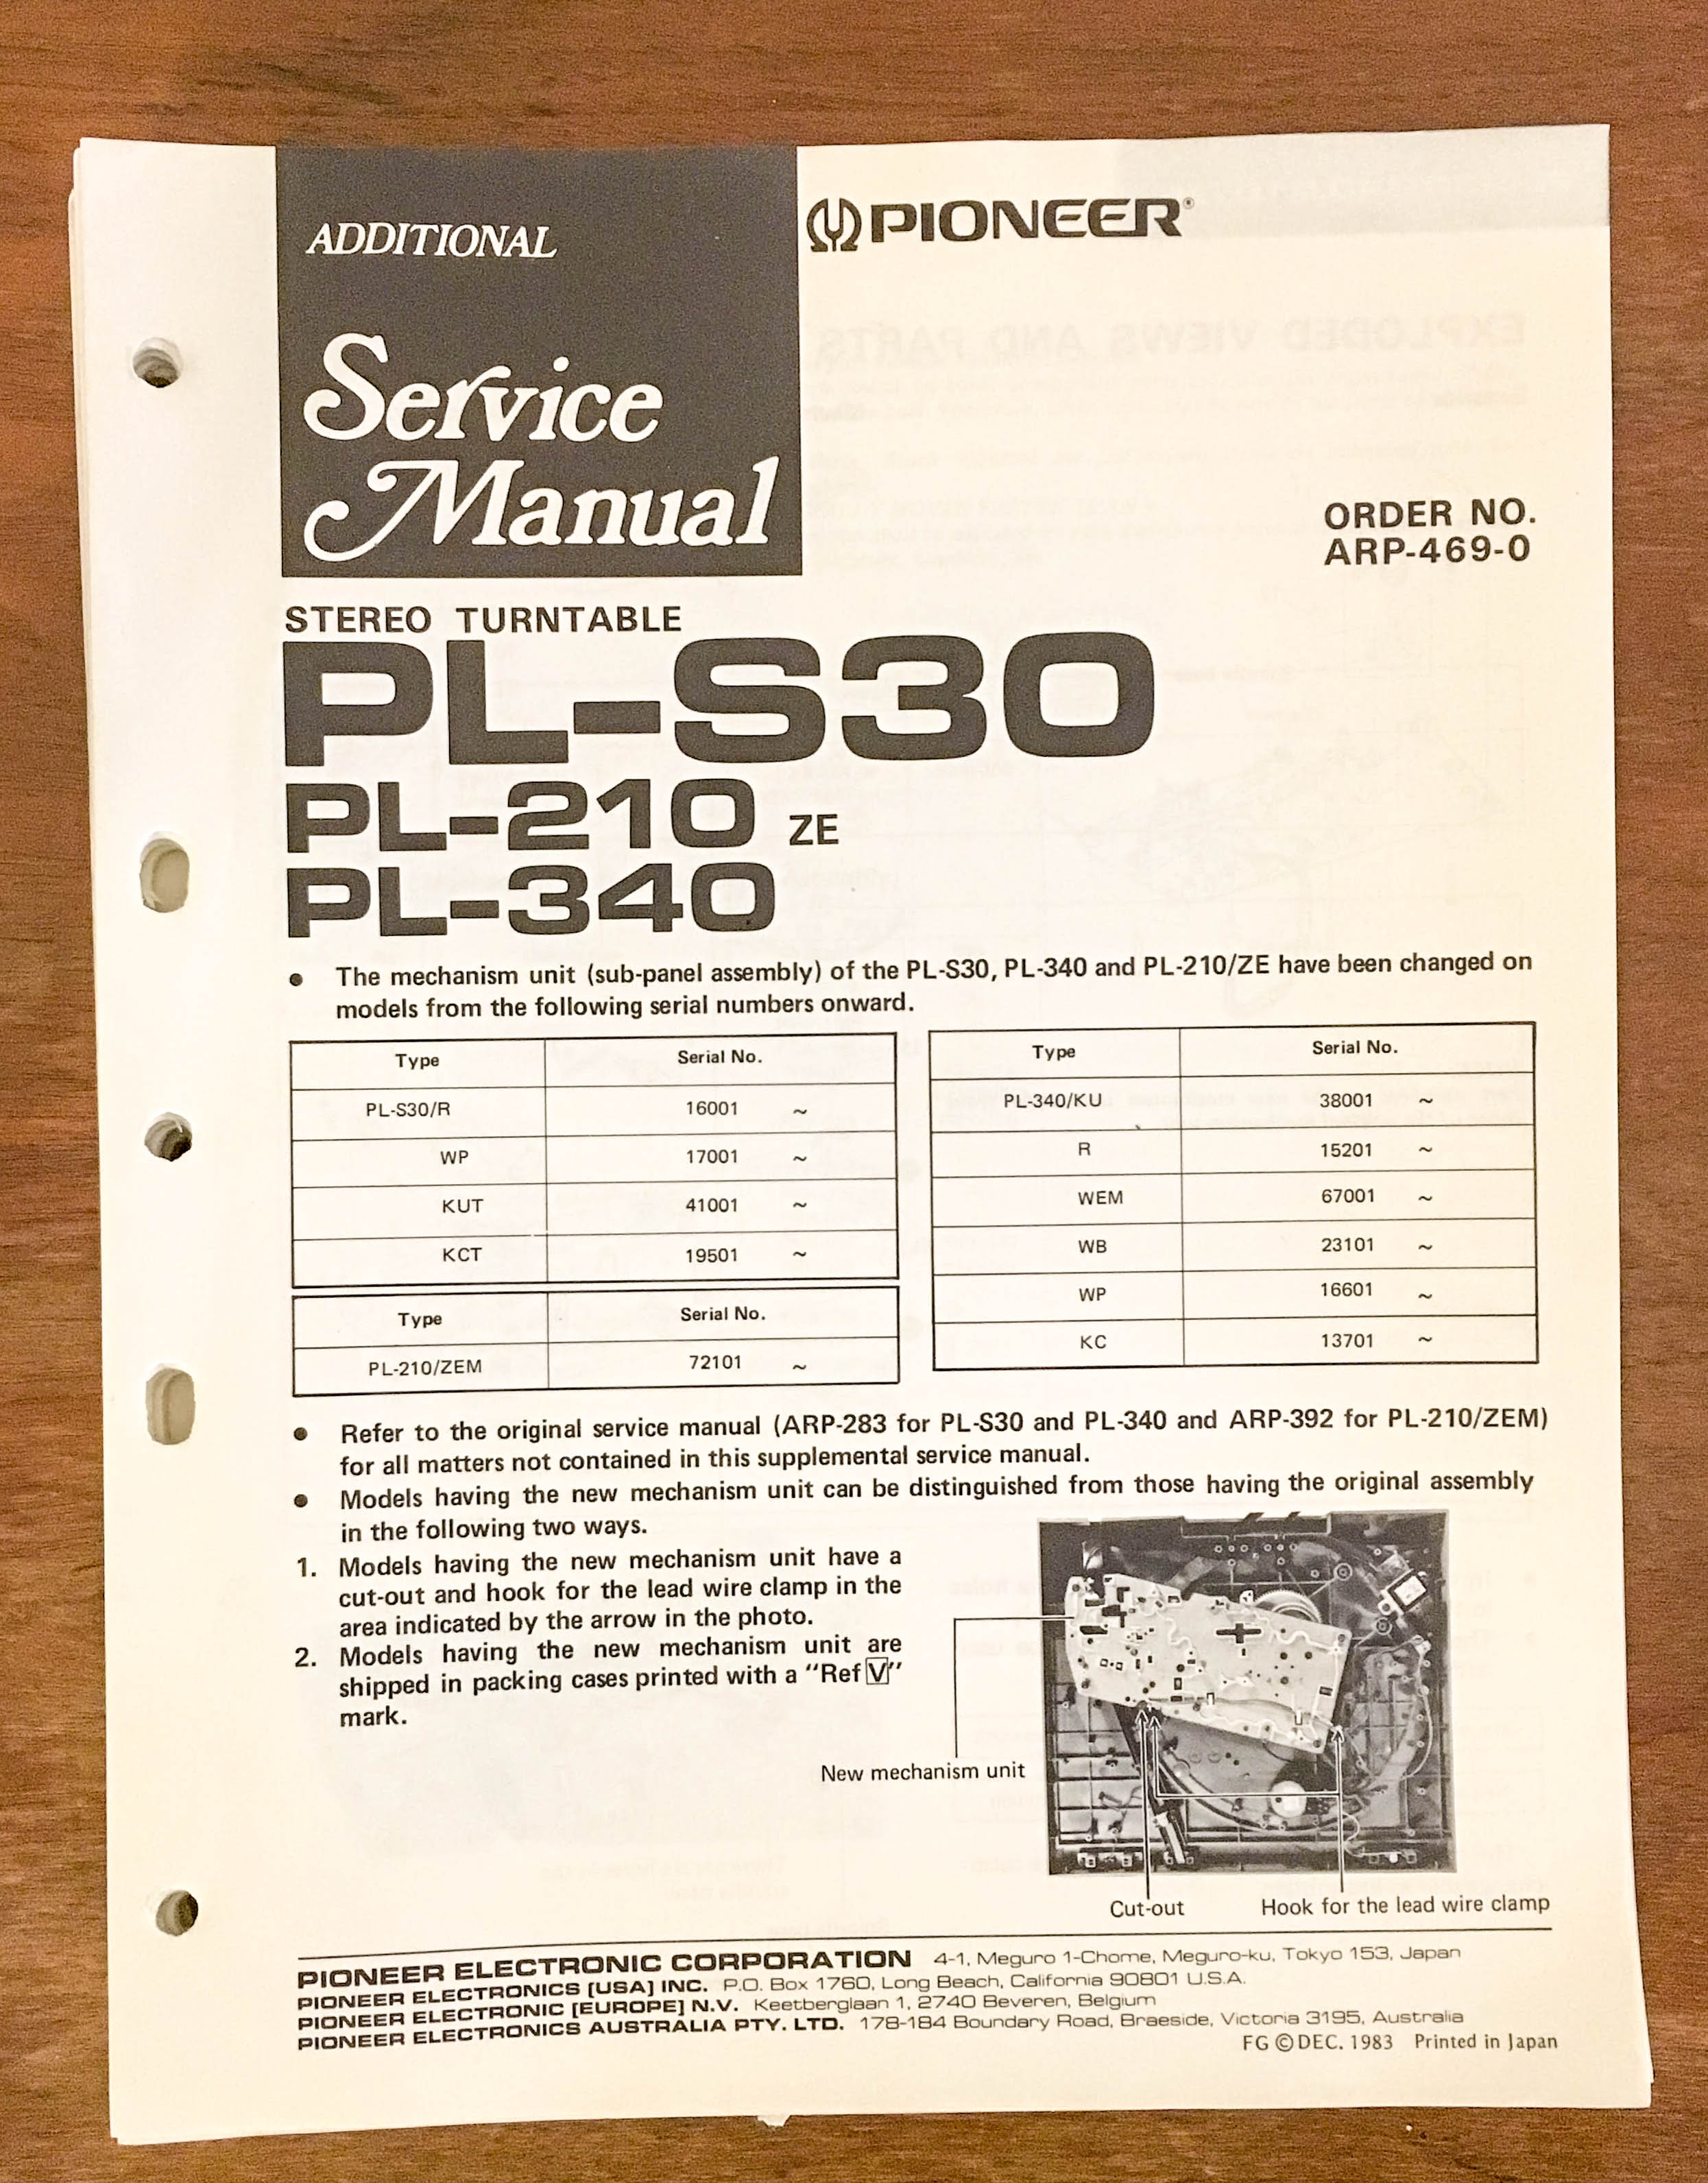 ADDITIONAL
Service
Manual
PIONEER®
ORDER NO.
ARP-469-0
STEREO TURNTABLE
PL-S30
PL-210 ZE
PL-340
● The mechanism unit (sub-panel assembly) of the PL-S30, PL-340 and PL-210/ZE have been changed on
models from the following serial numbers onward.
Type Serial No.
PL-S30/R 16001 ~
WP 17001 ~
KUT 41001 ~
KCT 19501 ~
Type Serial No.
PL-210/ZEM 72101 ~
Type Serial No.
PL-340/KU 38001 ~
R 15201 ~
WEM 67001 ~
WB 23101 ~
WP 16601 ~
KC 13701 ~
● Refer to the original service manual (ARP-283 for PL-S30 and PL-340 and ARP-392 for PL-210/ZEM)
for all matters not contained in this supplemental service manual.
● Models having the new mechanism unit can be distinguished from those having the original assembly
in the following two ways.
1. Models having the new mechanism unit have a
cut-out and hook for the lead wire clamp in the
area indicated by the arrow in the photo.
2. Models having the new mechanism unit are
shipped in packing cases printed with a "Ref V"
mark.
New mechanism unit
Cut-out
Hook for the lead wire clamp
PIONEER ELECTRONIC CORPORATION 4-1, Meguro 1-Chome, Meguro-ku, Tokyo 153, Japan
PIONEER ELECTRONICS [USA] INC. P.O. Box 1760, Long Beach, California 90801 U.S.A.
PIONEER ELECTRONIC [EUROPE] N.V. Keetberglaan 1, 2740 Beveren, Belgium
PIONEER ELECTRONICS AUSTRALIA PTY. LTD. 178-184 Boundary Road, Braeside, Victoria 3195, Australia
FG © DEC. 1983 Printed in Japan